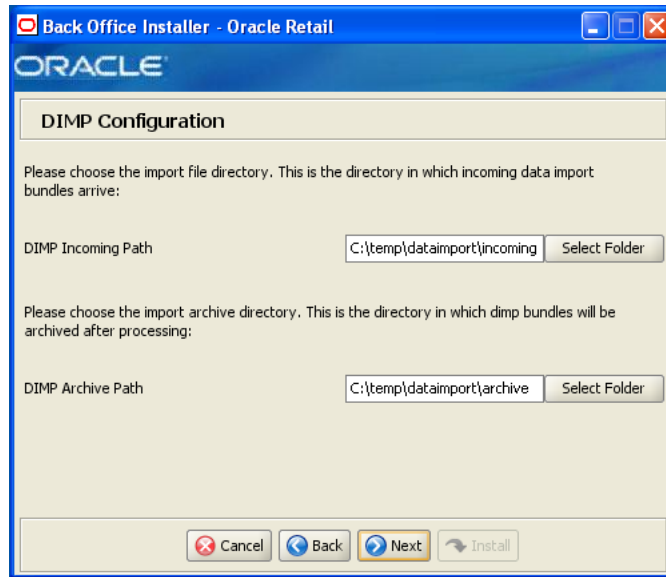 Back Office Installer - Oracle Retail
ORACLE
DIMP Configuration
Please choose the import file directory. This is the directory in which incoming data import
bundles arrive:
DIMP Incoming Path C:\temp\dataimport\incoming Select Folder
Please choose the import archive directory. This is the directory in which dimp bundles will be
archived after processing:
DIMP Archive Path C:\temp\dataimport\archive Select Folder
Cancel Back Next Install